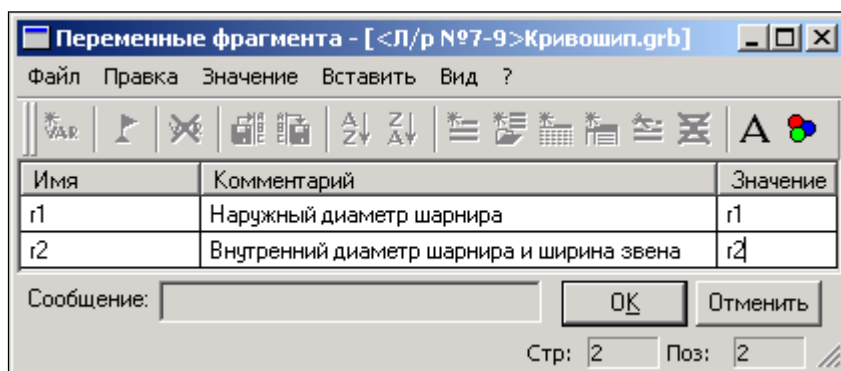 Переменные фрагмента - [<Л/р №7-9>Кривошип.grb]
Файл Правка Значение Вставить Вид ?
VAR A Z Z A A
Имя Комментарий Значение
r1 Наружный диаметр шарнира r1
r2 Внутренний диаметр шарнира и ширина звена r2
Сообщение: OK Отменить
Стр: 2 Поз: 2